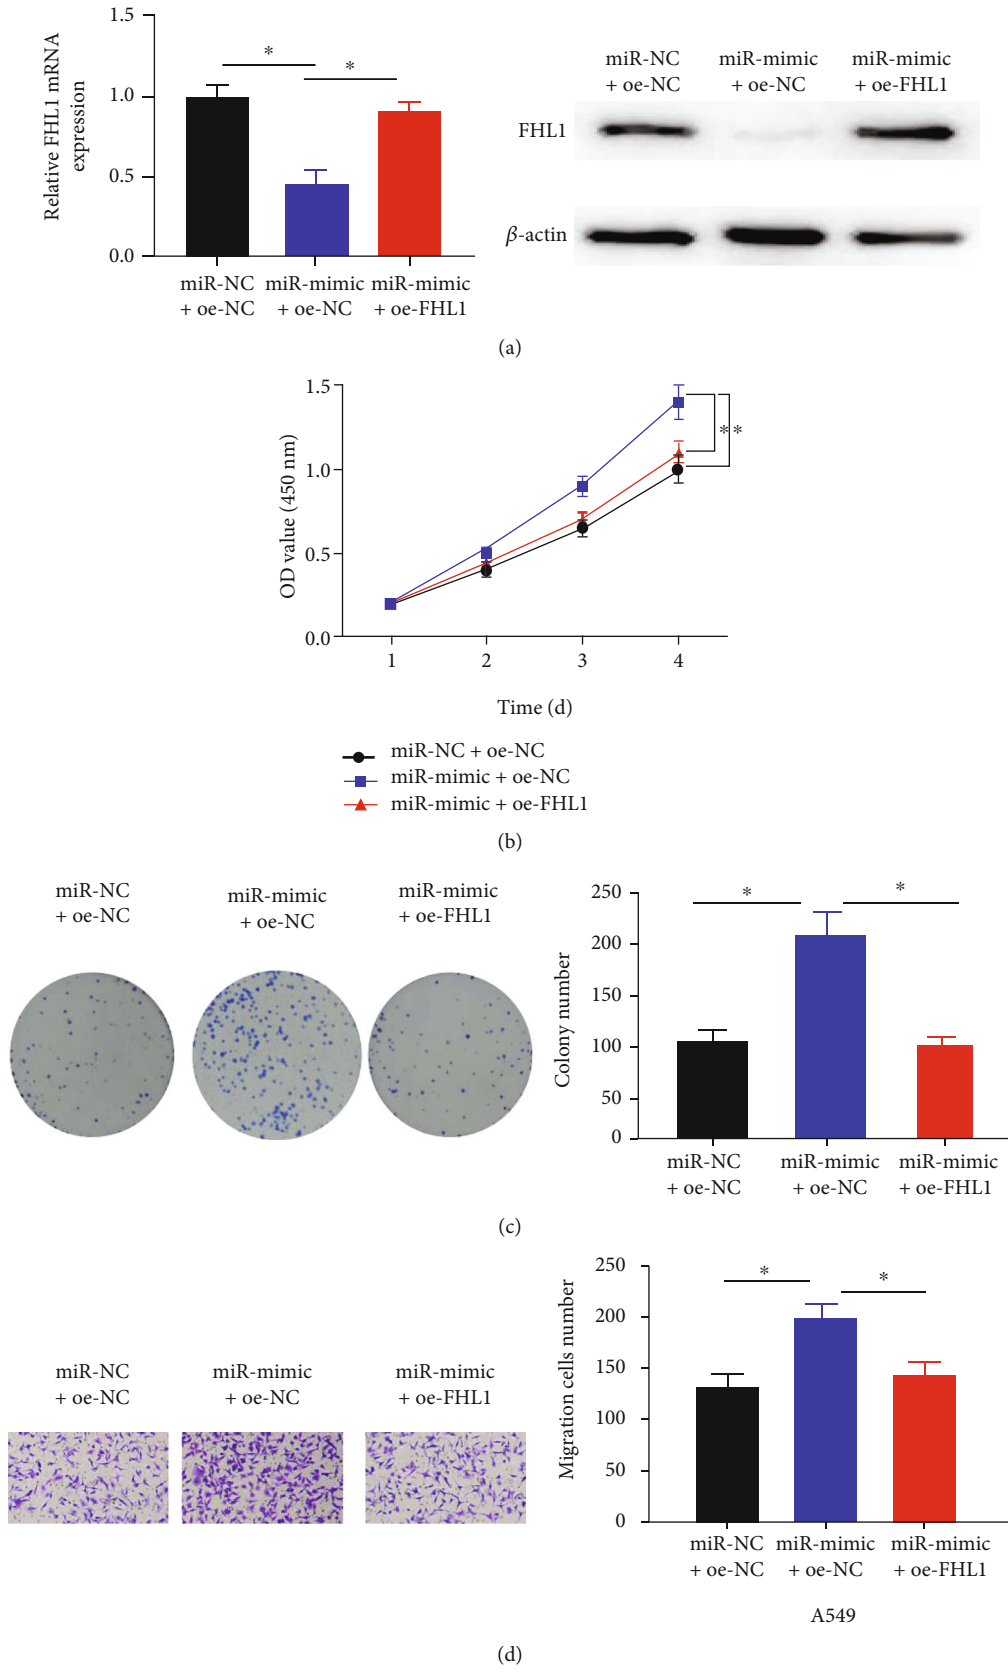 1.5
1.0
0.5
0.0
Relative FHL1 mRNA
expression
*
*
miR-NC
+ oe-NC
miR-mimic
+ oe-NC
miR-mimic
+ oe-FHL1
miR-NC
+ oe-NC
miR-mimic
+ oe-NC
miR-mimic
+ oe-FHL1
FHL1
β-actin
(a)
1.5
1.0
0.5
0.0
OD value (450 nm)
**
1
2
3
4
Time (d)
miR-NC + oe-NC
miR-mimic + oe-NC
miR-mimic + oe-FHL1
(b)
miR-NC
+ oe-NC
miR-mimic
+ oe-NC
miR-mimic
+ oe-FHL1
250
200
150
100
50
0
Colony number
*
*
miR-NC
+ oe-NC
miR-mimic
+ oe-NC
miR-mimic
+ oe-FHL1
(c)
miR-NC
+ oe-NC
miR-mimic
+ oe-NC
miR-mimic
+ oe-FHL1
250
200
150
100
50
0
Migration cells number
*
*
miR-NC
+ oe-NC
miR-mimic
+ oe-NC
miR-mimic
+ oe-FHL1
A549
(d)